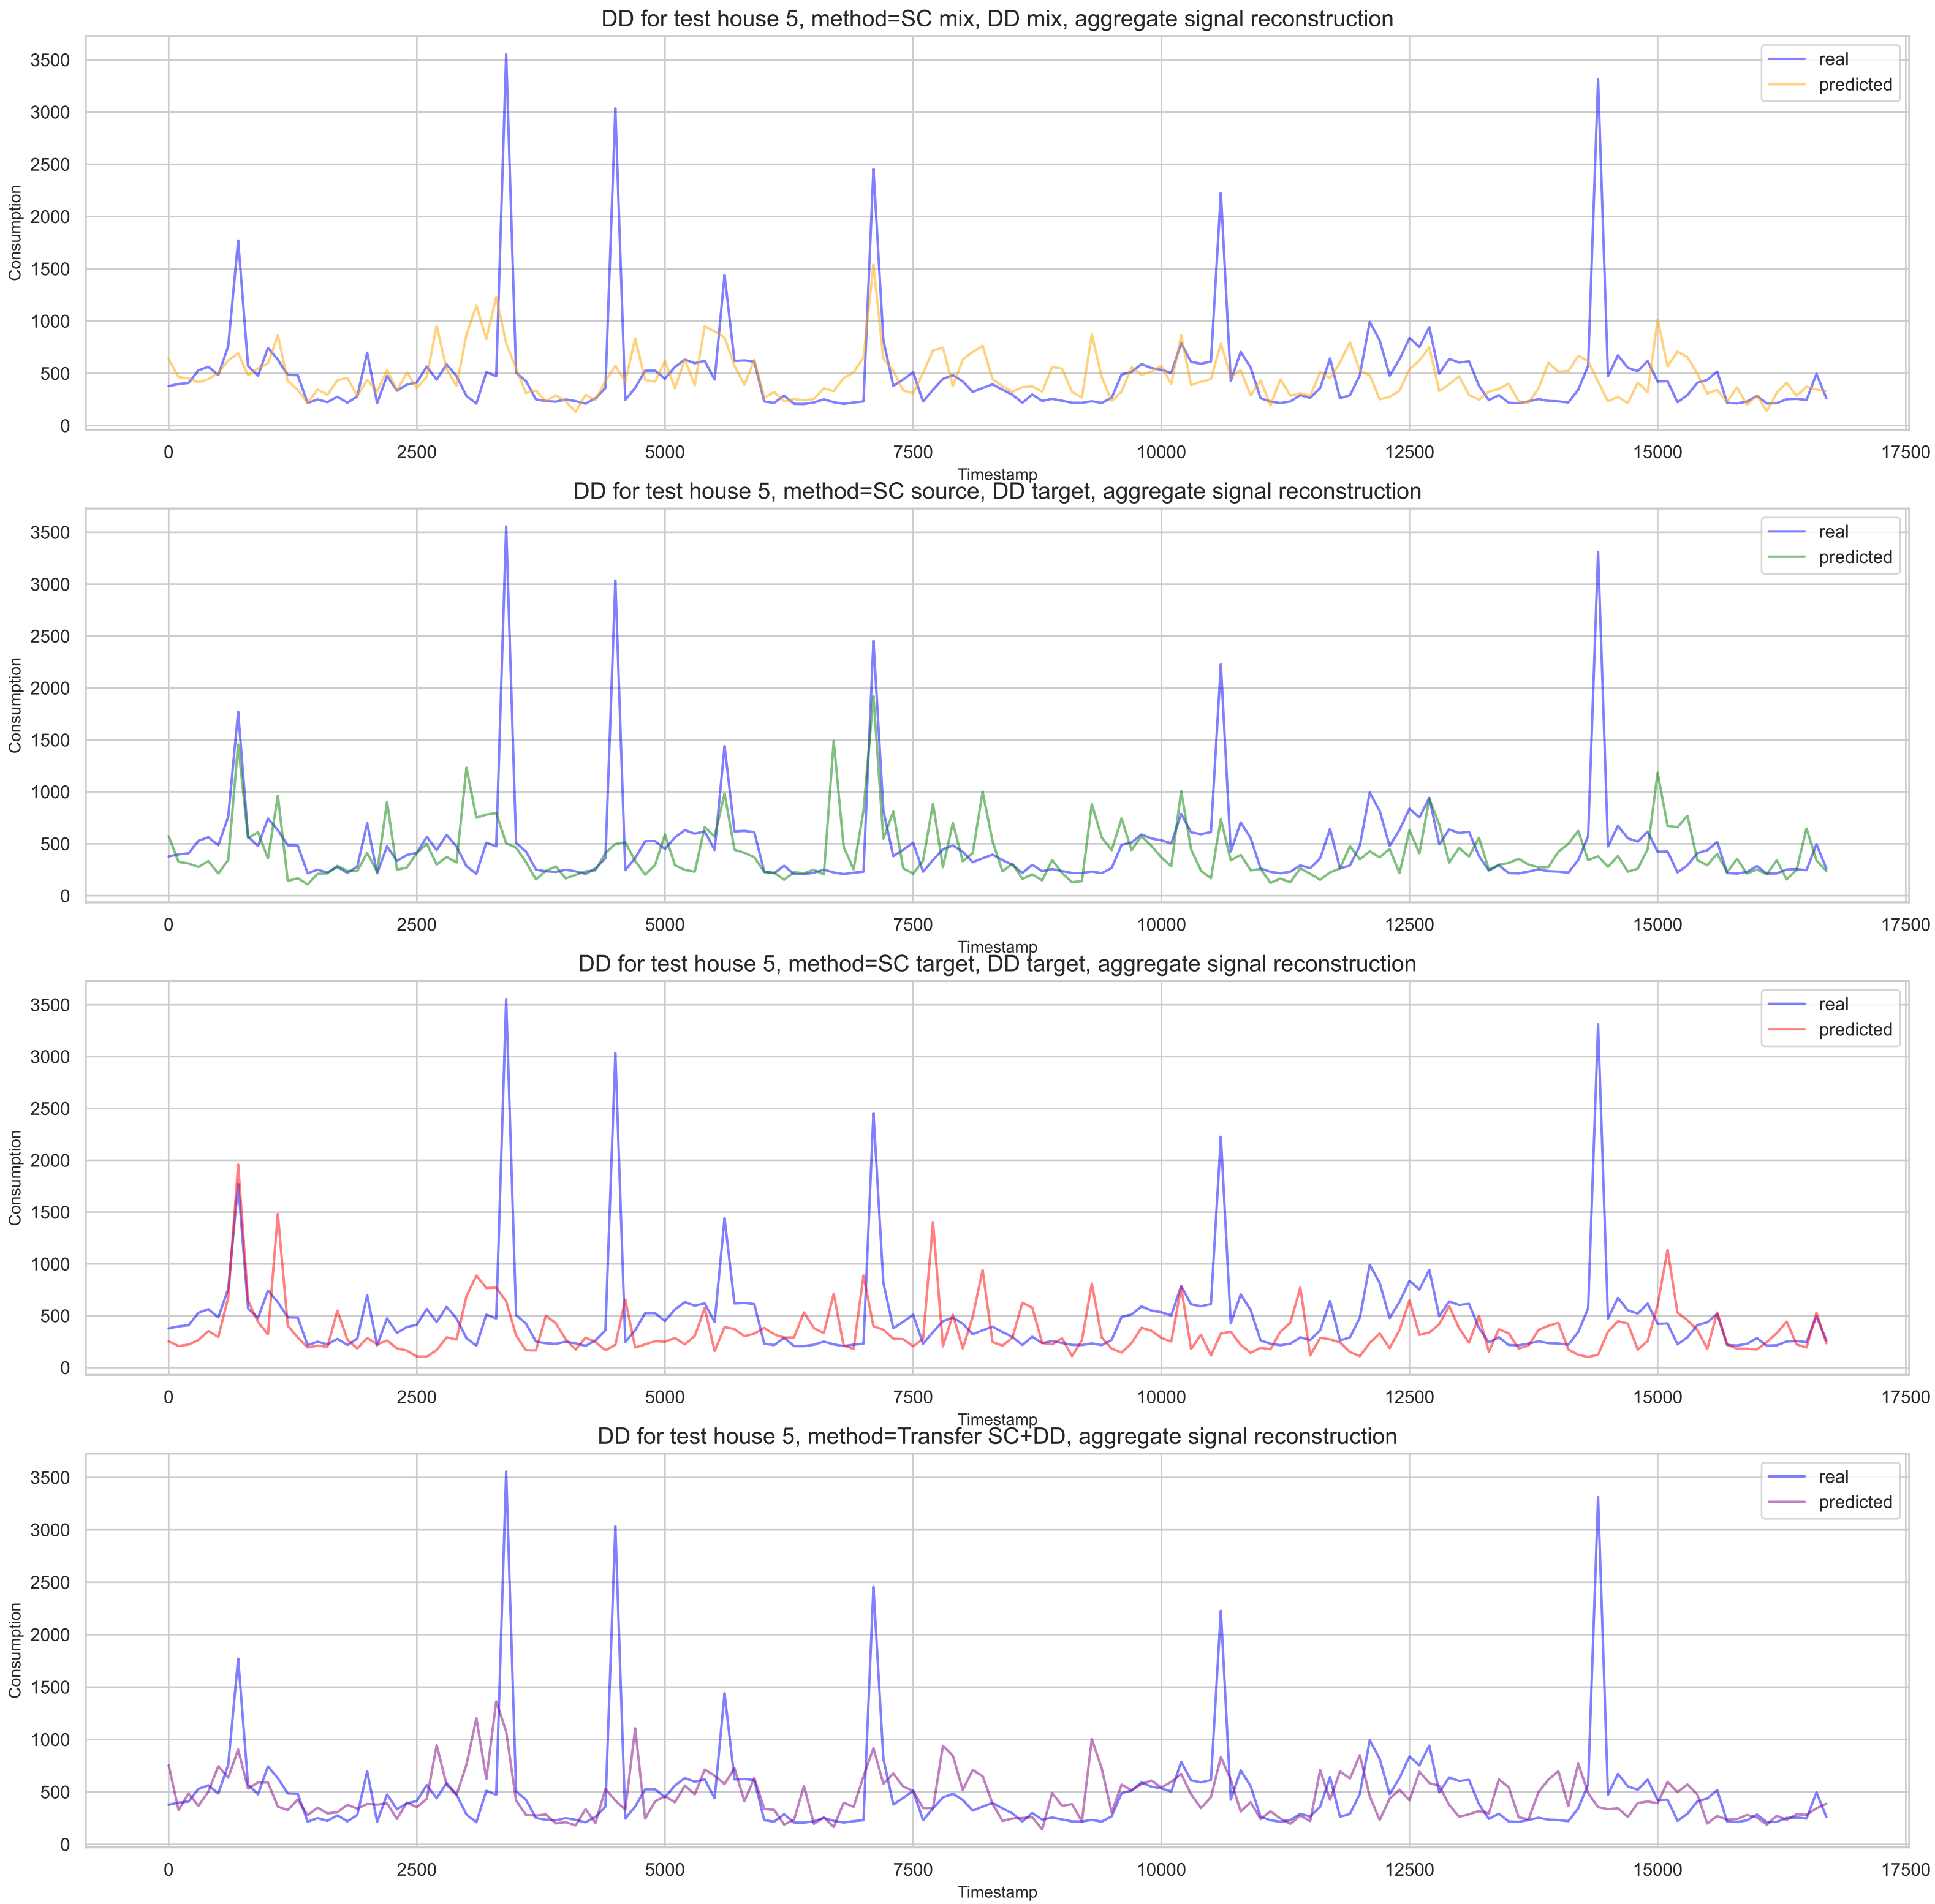 DD for test house 5, method=SC mix, DD mix, aggregate signal reconstruction
3500
3000
2500
2000
1500
1000
500
0
Consumption
real
predicted
0 2500 5000 7500 10000 12500 15000 17500
Timestamp
DD for test house 5, method=SC source, DD target, aggregate signal reconstruction
3500
3000
2500
2000
1500
1000
500
0
Consumption
real
predicted
0 2500 5000 7500 10000 12500 15000 17500
Timestamp
DD for test house 5, method=SC target, DD target, aggregate signal reconstruction
3500
3000
2500
2000
1500
1000
500
0
Consumption
real
predicted
0 2500 5000 7500 10000 12500 15000 17500
Timestamp
DD for test house 5, method=Transfer SC+DD, aggregate signal reconstruction
3500
3000
2500
2000
1500
1000
500
0
Consumption
real
predicted
0 2500 5000 7500 10000 12500 15000 17500
Timestamp